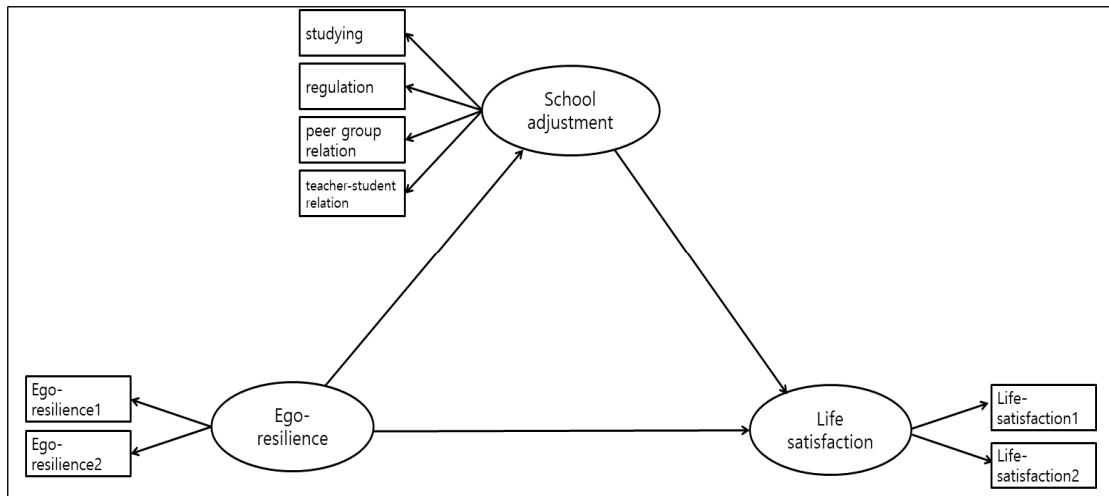 studying
regulation
peer group
relation
teacher-student
relation
School
adjustment
Ego-
resilience1
Ego-
resilience2
Ego-
resilience
Life
satisfaction
Life-
satisfaction1
Life-
satisfaction2